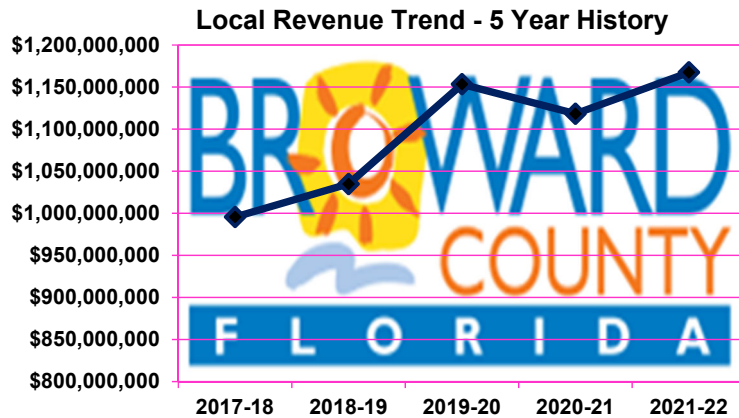 Local Revenue Trend - 5 Year History
$1,200,000,000
$1,150,000,000
$1,100,000,000
$1,050,000,000
$1,000,000,000
$950,000,000
$900,000,000
$850,000,000
$800,000,000
BROWARD
COUNTY
FLORIDA
2017-18 2018-19 2019-20 2020-21 2021-22